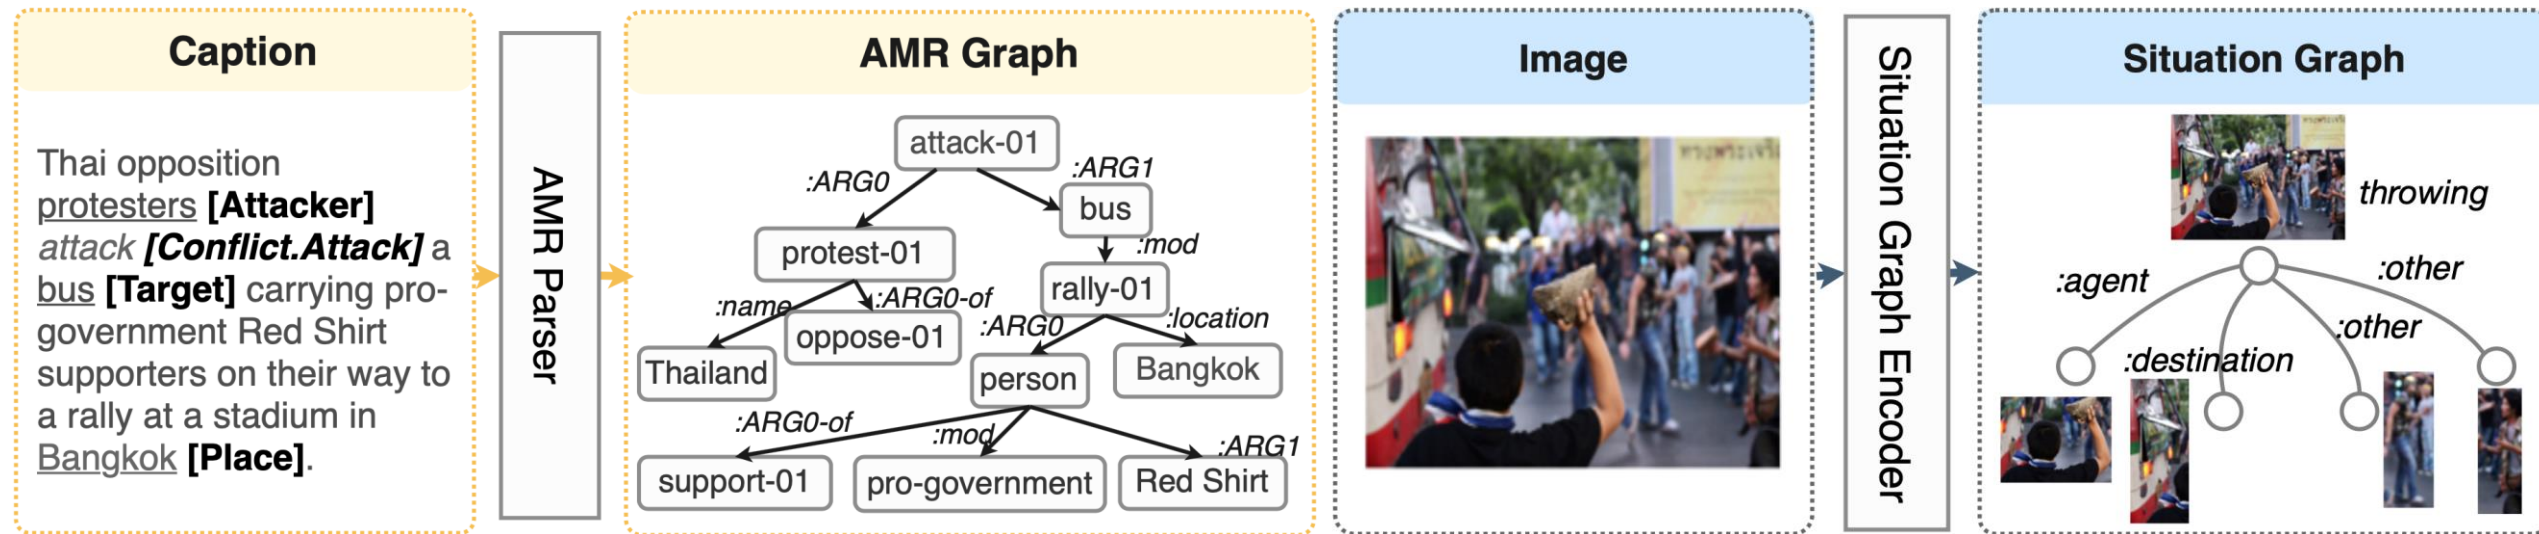 Caption
Thai opposition
protesters [Attacker]
attack [Conflict.Attack] a
bus [Target] carrying pro-
government Red Shirt
supporters on their way to
a rally at a stadium in
Bangkok [Place].
AMR Parser
AMR Graph
attack-01
:ARG0
:ARG1
bus
protest-01
:mod
:name
:ARG0-of
rally-01
oppose-01
:ARG0
:location
Thailand
person
Bangkok
:ARG0-of
:mod
:ARG1
support-01
pro-government
Red Shirt
Image
Situation Graph Encoder
Situation Graph
throwing
:agent
:other
:other
:destination